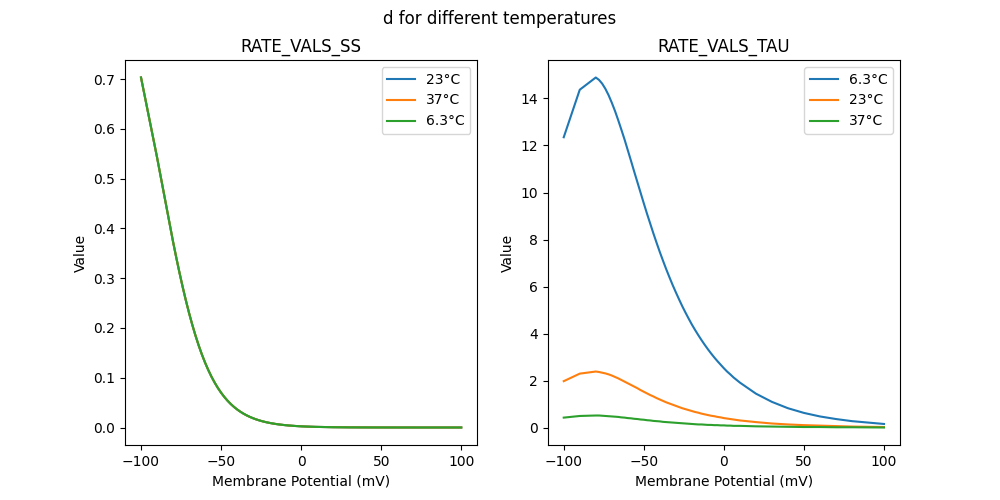 d for different temperatures
RATE_VALS_SS
RATE_VALS_TAU
23°C
37°C
6.3°C
6.3°C
23°C
37°C
Value
0.7
0.6
0.5
0.4
0.3
0.2
0.1
0.0
−100
−50
0
50
100
Membrane Potential (mV)
Value
14
12
10
8
6
4
2
0
−100
−50
0
50
100
Membrane Potential (mV)